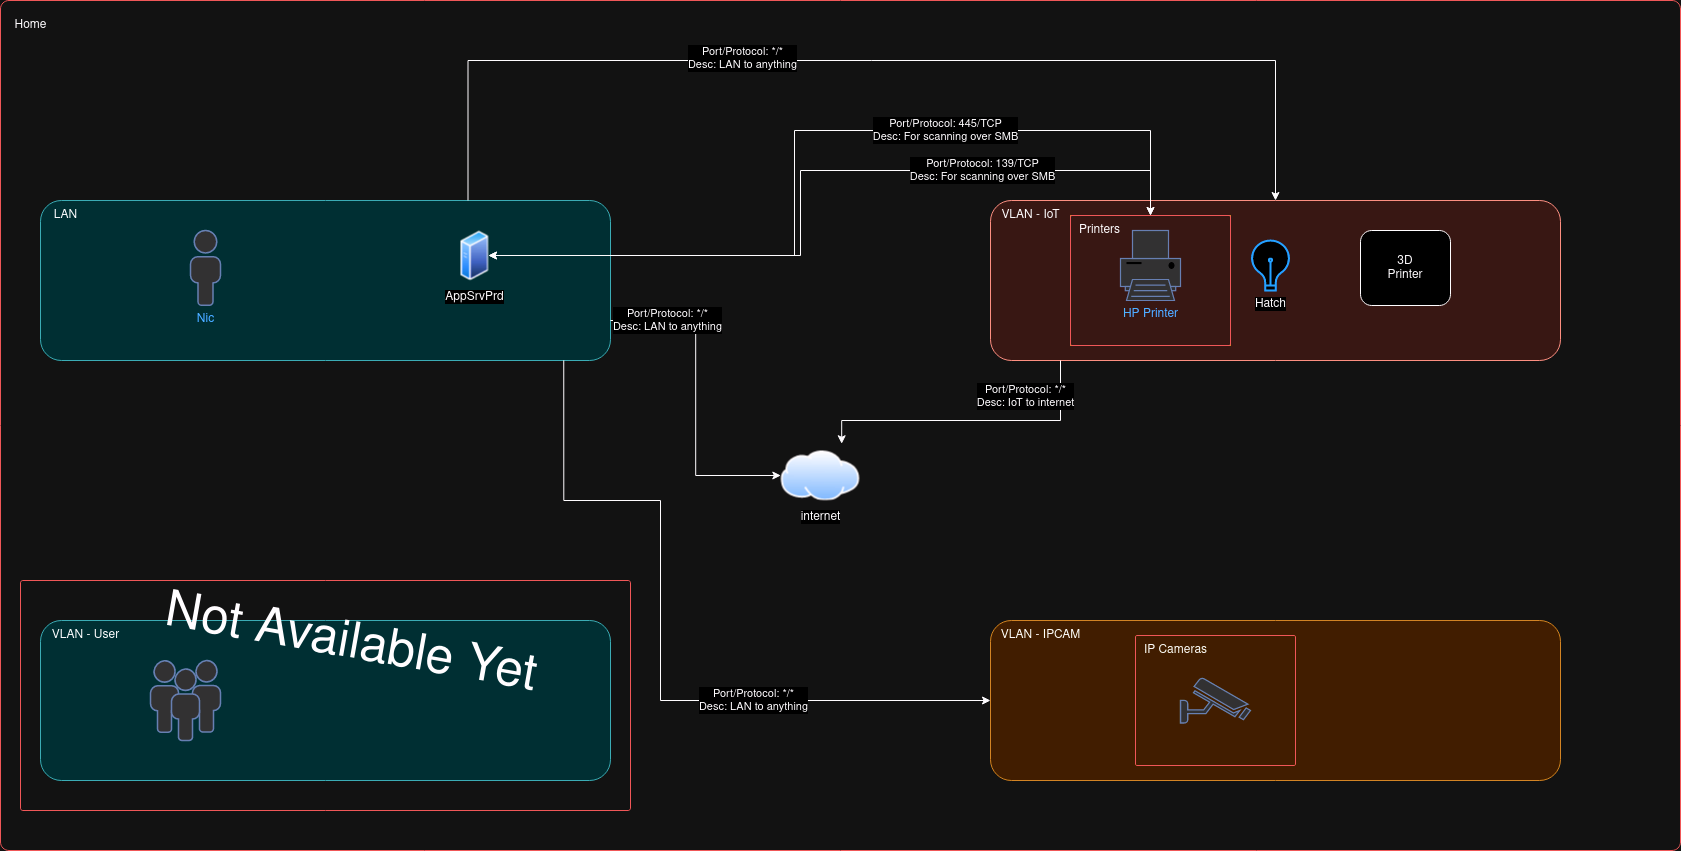 Home
Port/Protocol: */*
Desc: LAN to anything
Port/Protocol: 445/TCP
Desc: For scanning over SMB
Port/Protocol: 139/TCP
Desc: For scanning over SMB
LAN
Nic
AppSrvPrd
VLAN - IoT
Printers
HP Printer
Hatch
3D
Printer
Port/Protocol: */*
Desc: LAN to anything
Port/Protocol: */*
Desc: IoT to internet
internet
Not Available Yet
VLAN - User
Port/Protocol: */*
Desc: LAN to anything
VLAN - IPCAM
IP Cameras